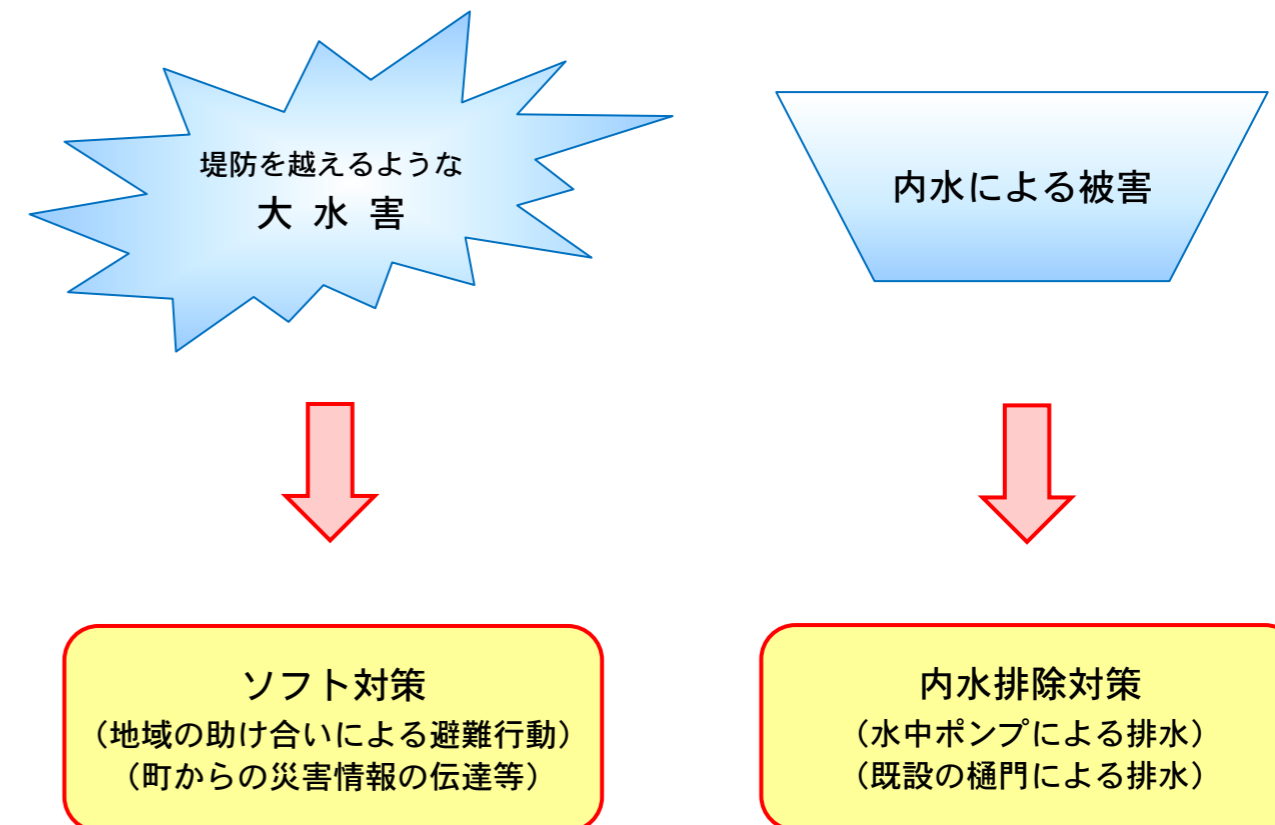 堤防を越えるような
大 水 害
内水による被害
ソフト対策
（地域の助け合いによる避難行動）
（町からの災害情報の伝達等）
内水排除対策
（水中ポンプによる排水）
（既設の樋門による排水）